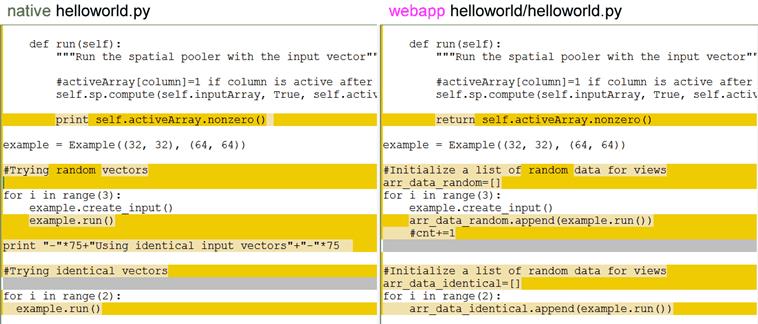 native helloworld.py
def run(self):
"""Run the spatial pooler with the input vector""
#activeArray[column]=1 if column is active after
self.sp.compute(self.inputArray, True, self.activ
print self.activeArray.nonzero()
example = Example((32, 32), (64, 64))
#Trying random vectors
for i in range(3):
example.create_input()
example.run()
print "-"*75+"Using identical input vectors"+"-"*75
#Trying identical vectors
for i in range(2):
example.run()
webapp helloworld/helloworld.py
def run(self):
"""Run the spatial pooler with the input vector""
#activeArray[column]=1 if column is active after
self.sp.compute(self.inputArray, True, self.activ
return self.activeArray.nonzero()
example = Example((32, 32), (64, 64))
#Initialize a list of random data for views
arr_data_random=[]
for i in range(3):
example.create_input()
arr_data_random.append(example.run())
#cnt+=1
#Initialize a list of random data for views
arr_data_identical=[]
for i in range(2):
arr_data_identical.append(example.run())